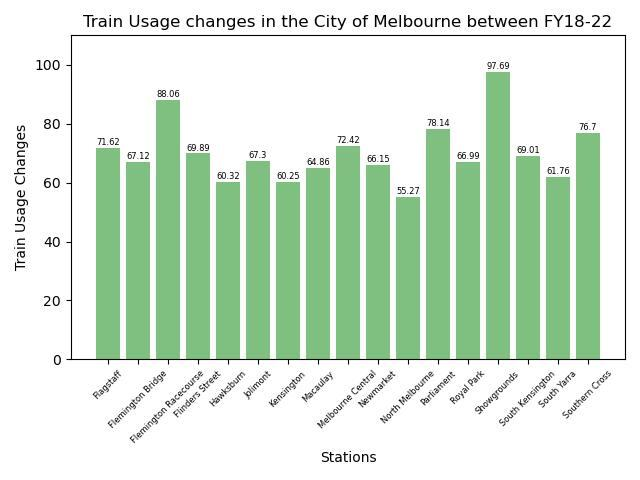 Train Usage changes in the City of Melbourne between FY18-22
Train Usage Changes
100
80
60
40
20
0
71.62
67.12
88.06
69.89
60.32
67.3
60.25
64.86
72.42
66.15
55.27
78.14
66.99
97.69
69.01
61.76
76.7
Flagstaff
Flemington Bridge
Flemington Racecourse
Flinders Street
Hawksburn
Jolimont
Kensington
Macaulay
Melbourne Central
Newmarket
North Melbourne
Parliament
Royal Park
Showgrounds
South Kensington
South Yarra
Southern Cross
Stations